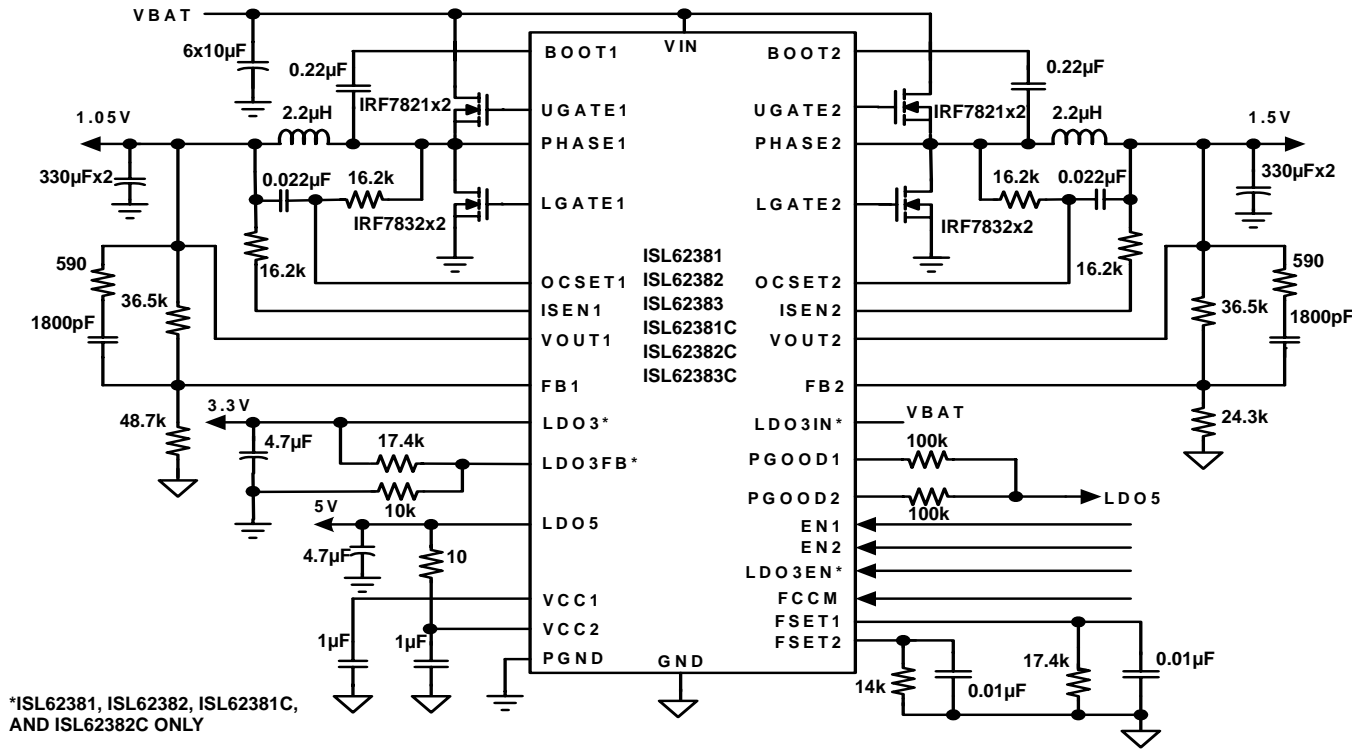 VBAT
6x10µF
0.22µF
IRF7821x2
2.2µH
1.05V
330µFx2
0.022µF
16.2k
IRF7832x2
16.2k
590
36.5k
1800pF
48.7k
3.3V
4.7µF
17.4k
10k
5V
4.7µF
10
1µF
1µF
VIN
BOOT1
UGATE1
PHASE1
LGATE1
OCSET1
ISEN1
VOUT1
FB1
LDO3*
LDO3FB*
LDO5
VCC1
VCC2
PGND
GND
ISL62381
ISL62382
ISL62383
ISL62381C
ISL62382C
ISL62383C
BOOT2
UGATE2
PHASE2
LGATE2
OCSET2
ISEN2
VOUT2
FB2
LDO3IN*
PGOOD1
PGOOD2
EN1
EN2
LDO3EN*
FCCM
FSET1
FSET2
0.22µF
IRF7821x2
2.2µH
1.5V
16.2k
0.022µF
330µFx2
IRF7832x2
16.2k
590
36.5k
1800pF
24.3k
VBAT
100k
LDO5
100k
14k
0.01µF
17.4k
0.01µF
*ISL62381, ISL62382, ISL62381C,
AND ISL62382C ONLY